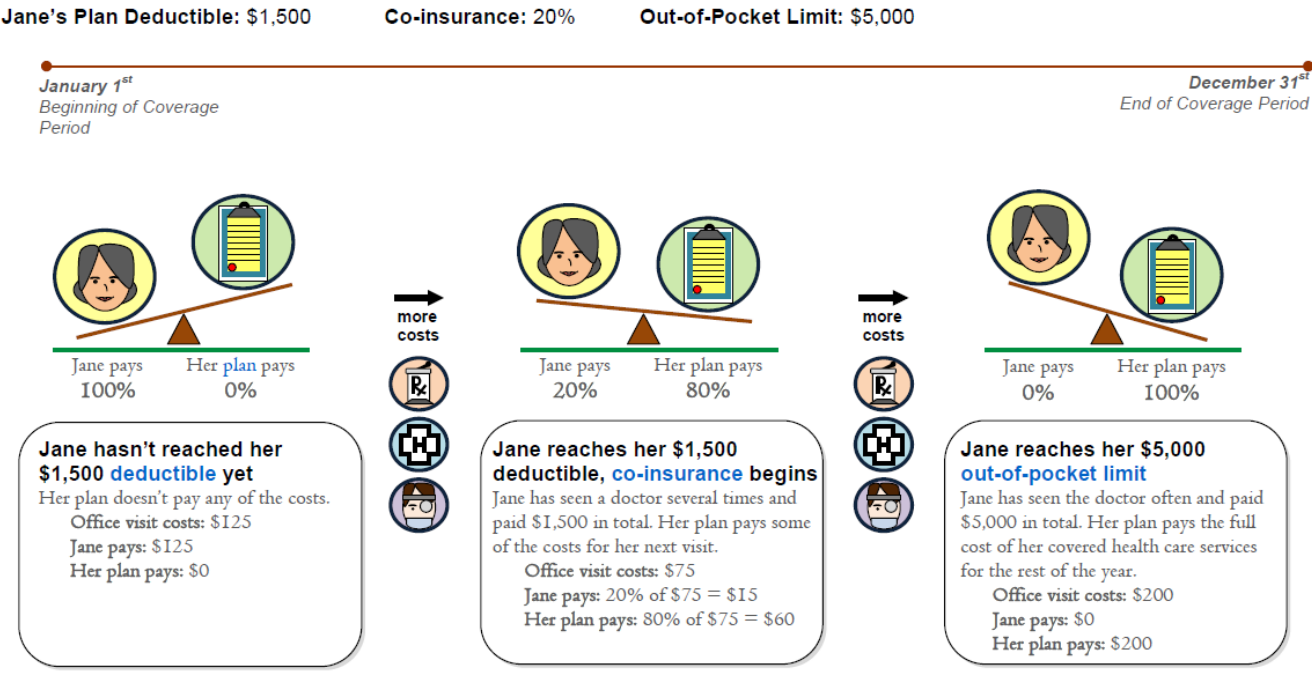 Jane's Plan Deductible: $1,500 Co-insurance: 20% Out-of-Pocket Limit: $5,000
January 1st
Beginning of Coverage
Period
December 31st
End of Coverage Period
Jane pays
100%
Her plan pays
0%
more
costs
Rx
H
Jane pays
20%
Her plan pays
80%
more
costs
Rx
H
Jane pays
0%
Her plan pays
100%
Jane hasn't reached her
$1,500 deductible yet
Her plan doesn't pay any of the costs.
Office visit costs: $125
Jane pays: $125
Her plan pays: $0
Jane reaches her $1,500
deductible, co-insurance begins
Jane has seen a doctor several times and
paid $1,500 in total. Her plan pays some
of the costs for her next visit.
Office visit costs: $75
Jane pays: 20% of $75 = $15
Her plan pays: 80% of $75 = $60
Jane reaches her $5,000
out-of-pocket limit
Jane has seen the doctor often and paid
$5,000 in total. Her plan pays the full
cost of her covered health care services
for the rest of the year.
Office visit costs: $200
Jane pays: $0
Her plan pays: $200